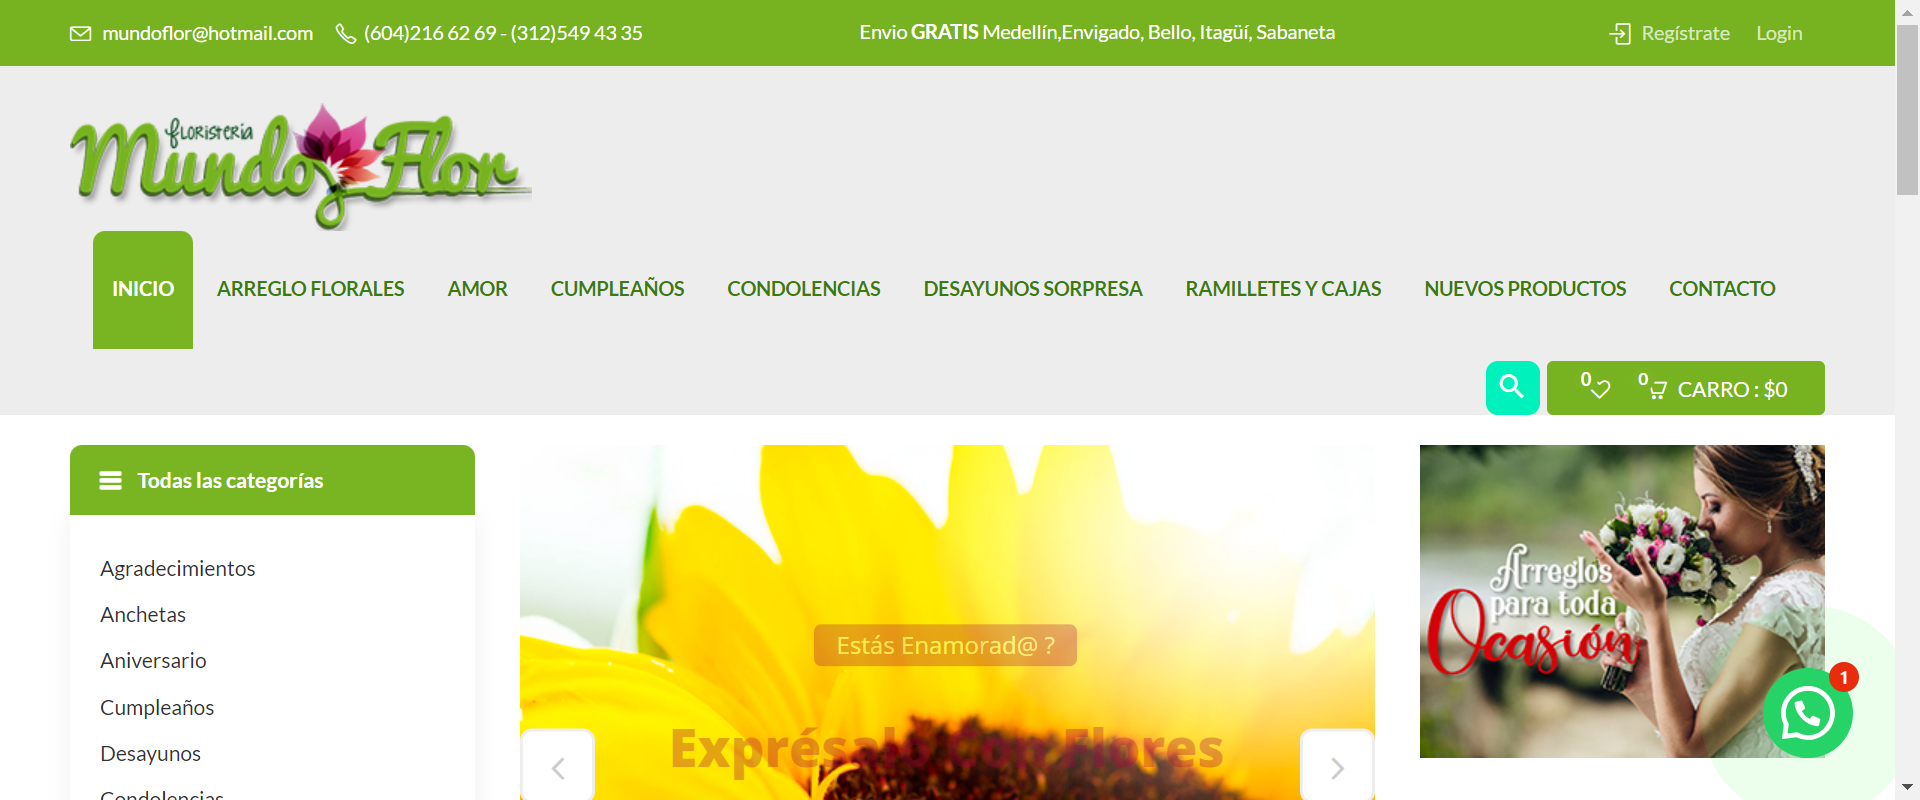 mundoflor@hotmail.com (604)216 62 69 - (312)549 43 35 Envio GRATIS Medellín,Envigado, Bello, Itagüí, Sabaneta Regístrate Login
floristería
Mundo Flor
INICIO ARREGLO FLORALES AMOR CUMPLEAÑOS CONDOLENCIAS DESAYUNOS SORPRESA RAMILLETES Y CAJAS NUEVOS PRODUCTOS CONTACTO
0 0 CARRO : $0
Todas las categorías
Agradecimientos
Anchetas
Aniversario
Cumpleaños
Desayunos
Condolencias
Estás Enamorad@ ?
Exprésalo Con Flores
Arreglos
para toda
Ocasión
1